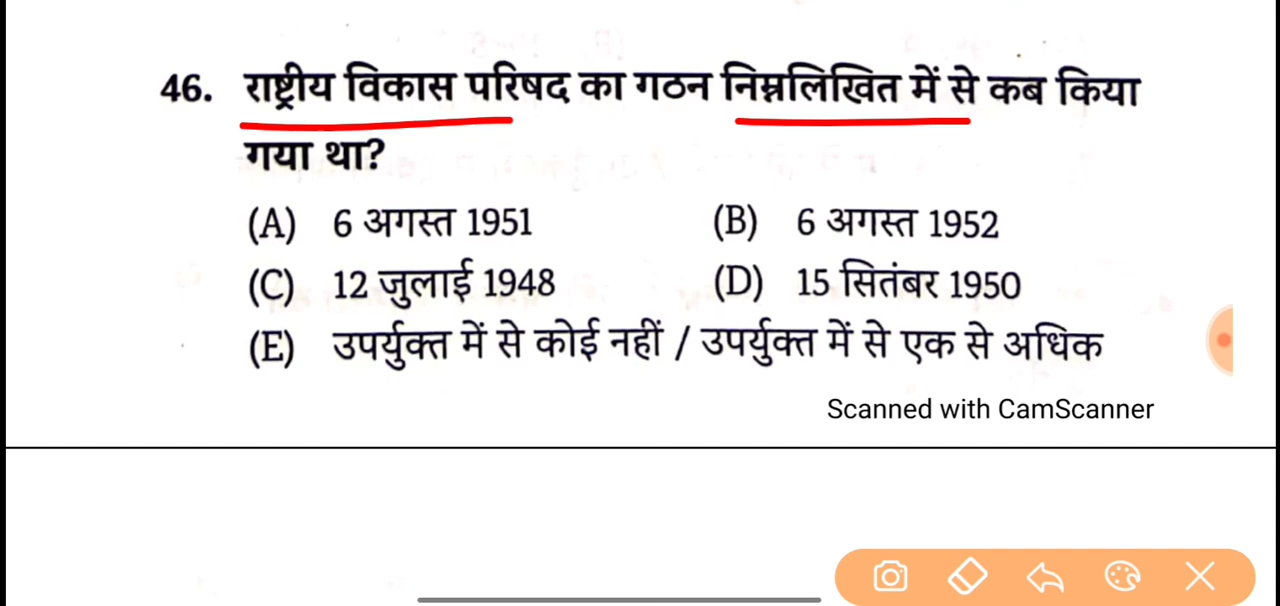 46. राष्ट्रीय विकास परिषद का गठन निम्नलिखित में से कब किया
गया था?
(A) 6 अगस्त 1951 (B) 6 अगस्त 1952
(C) 12 जुलाई 1948 (D) 15 सितंबर 1950
(E) उपर्युक्त में से कोई नहीं / उपर्युक्त में से एक से अधिक
Scanned with CamScanner